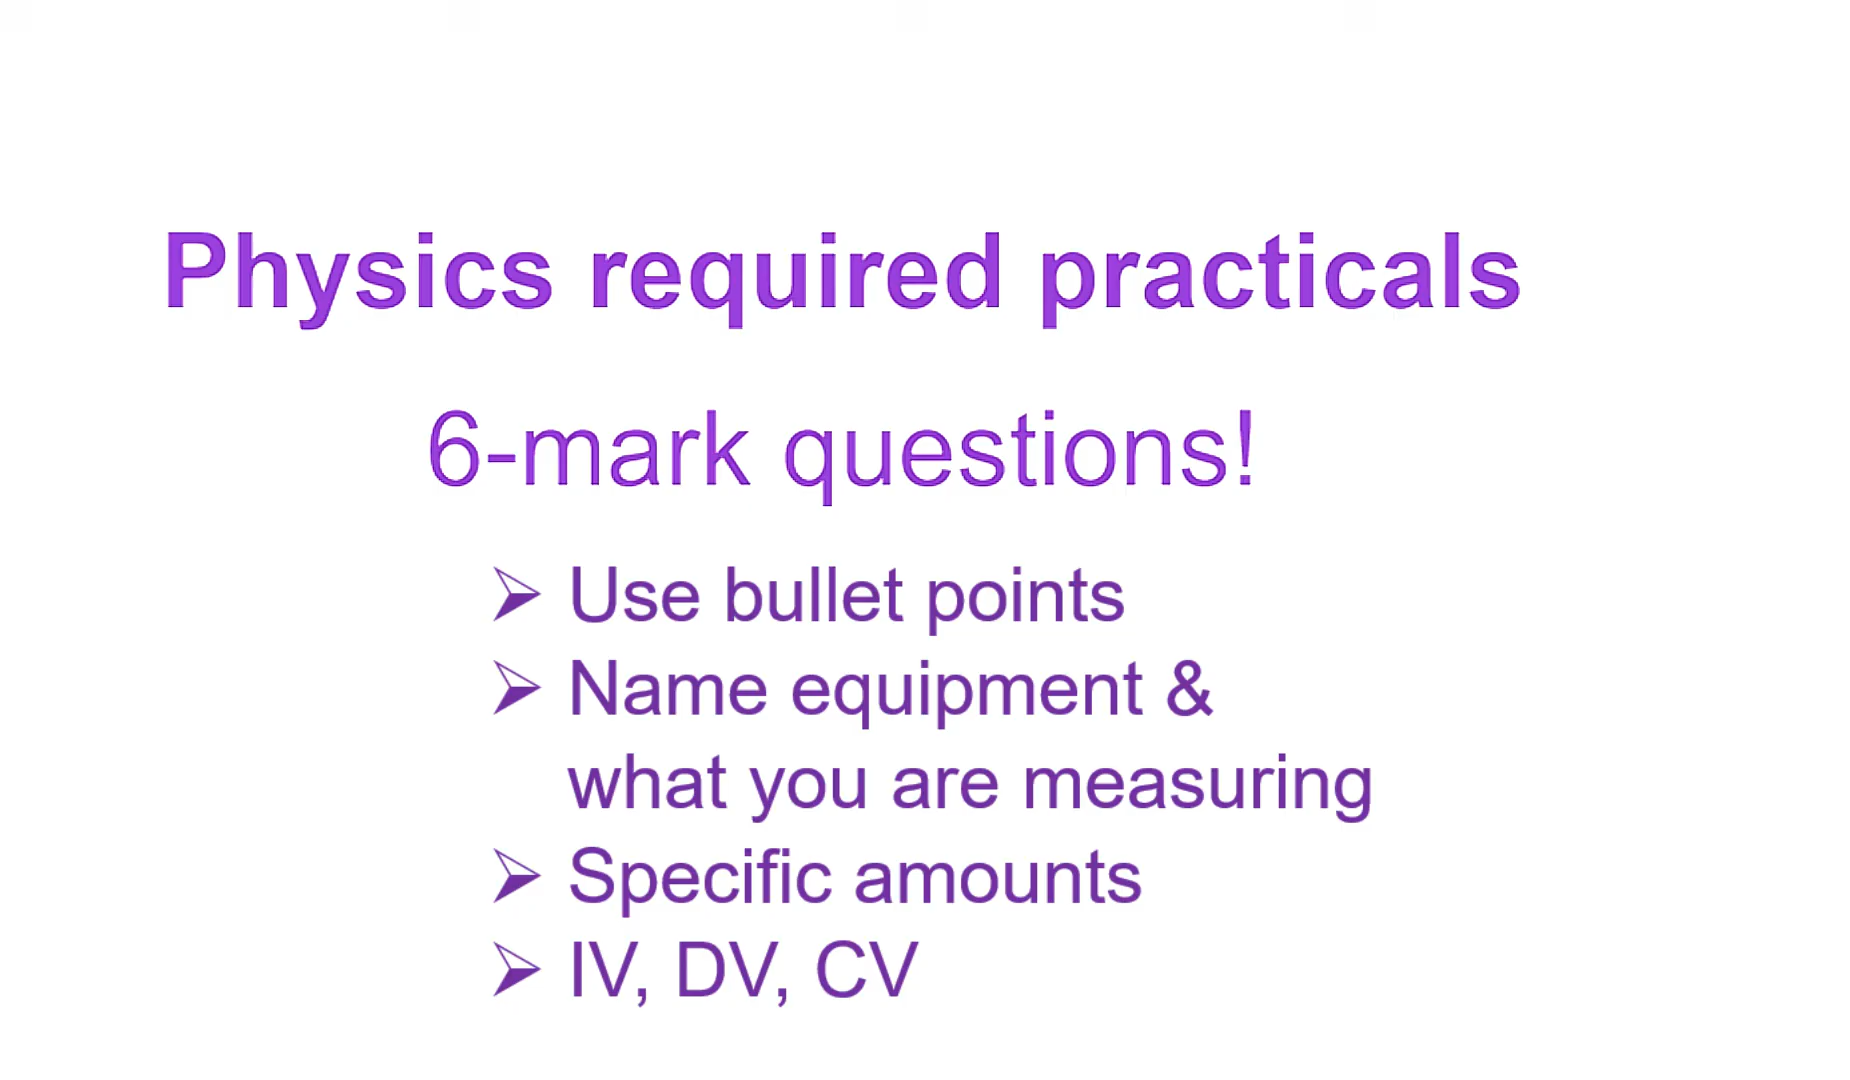 Physics required practicals
6-mark questions!
➢ Use bullet points
➢ Name equipment &
what you are measuring
➢ Specific amounts
➢ IV, DV, CV